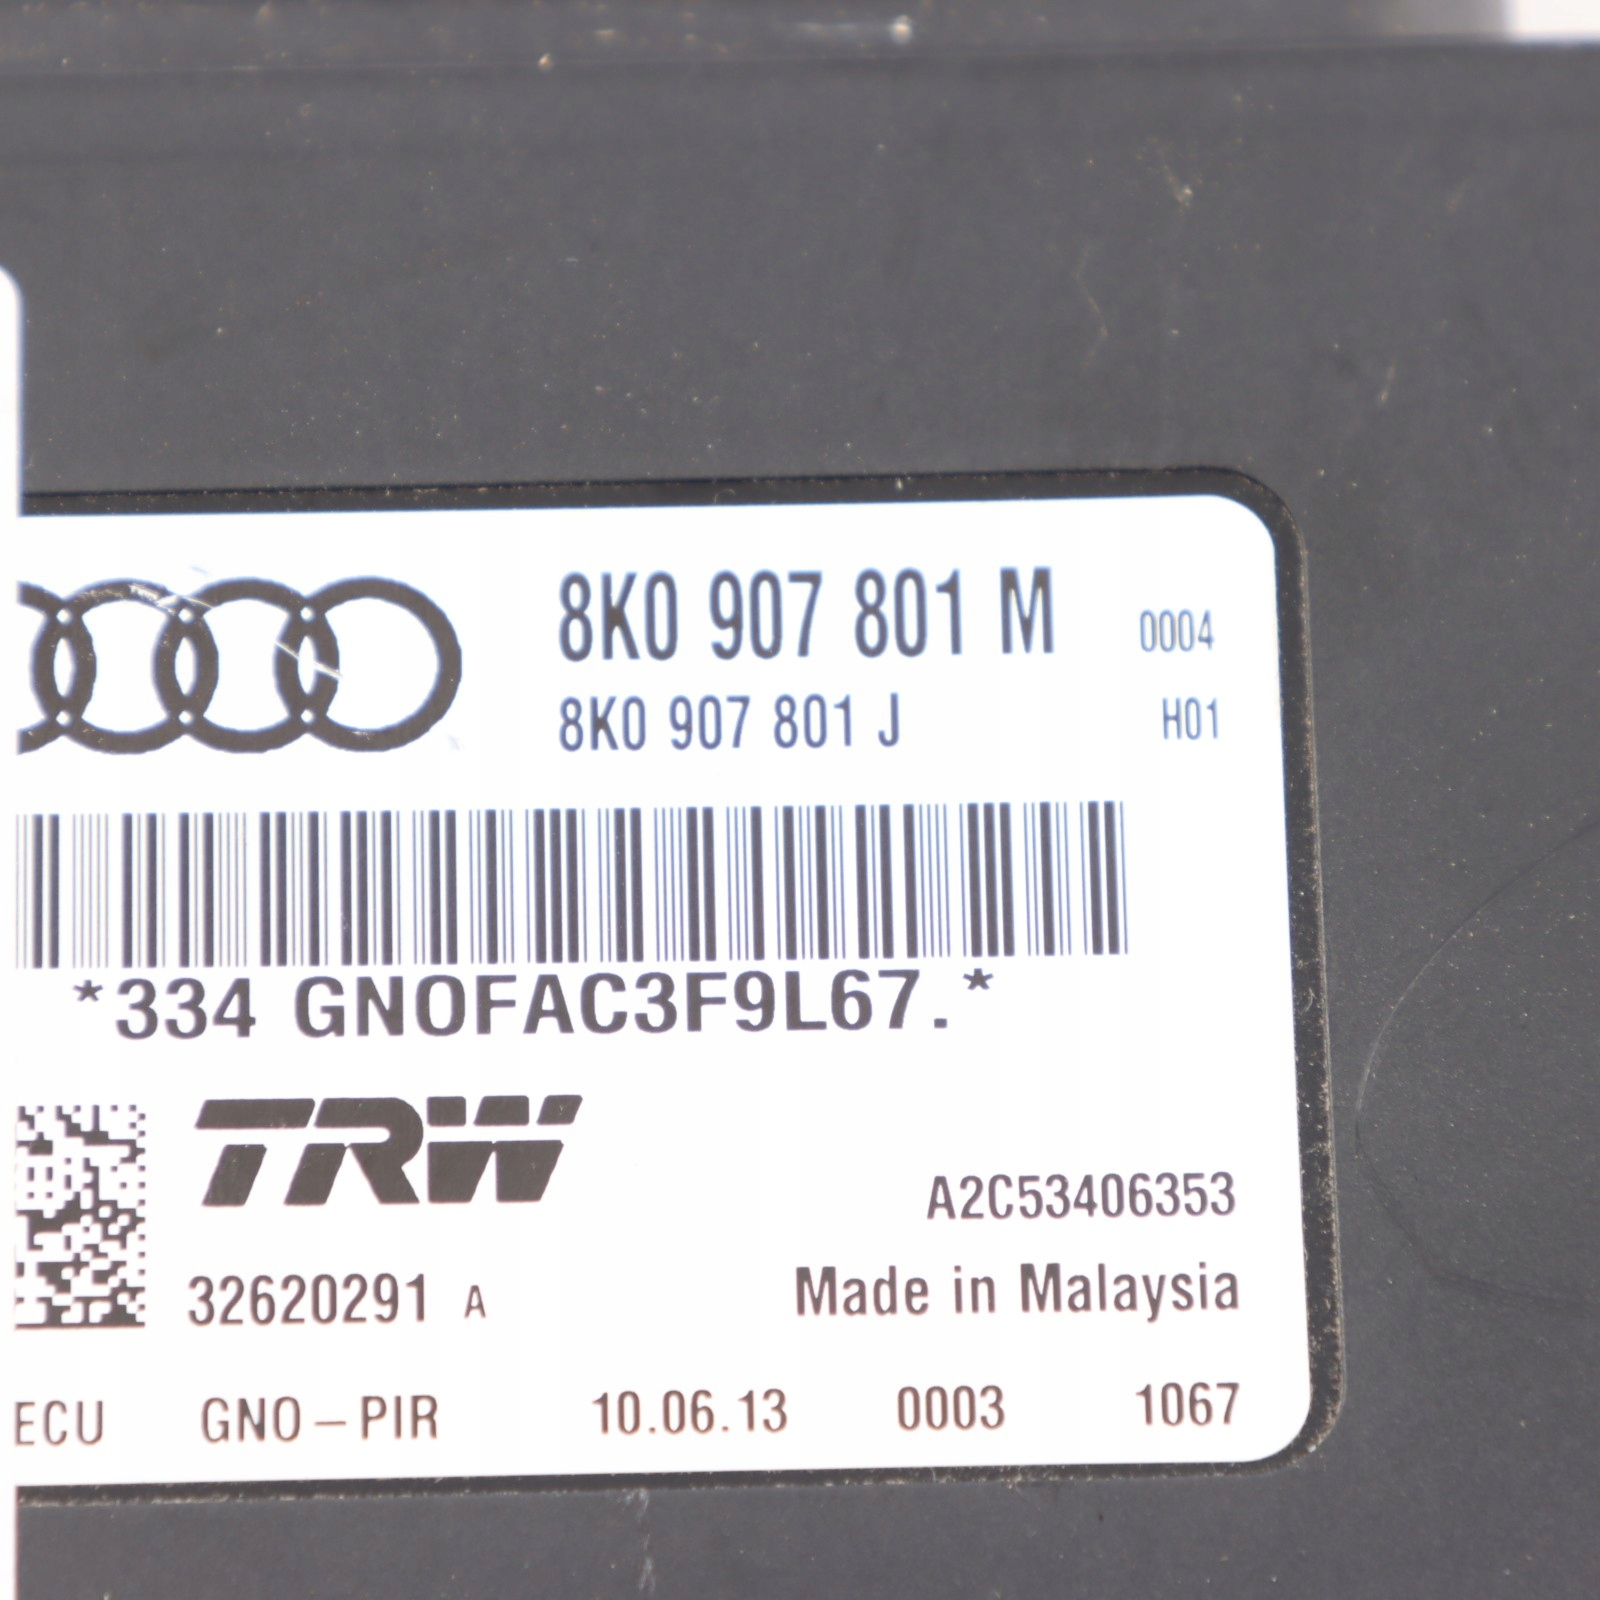 8K0 907 801 M 0004
8K0 907 801 J H01
*334 GNOFAC3F9L67.*
TRW
A2C53406353
32620291 A Made in Malaysia
ECU GNO-PIR 10.06.13 0003 1067